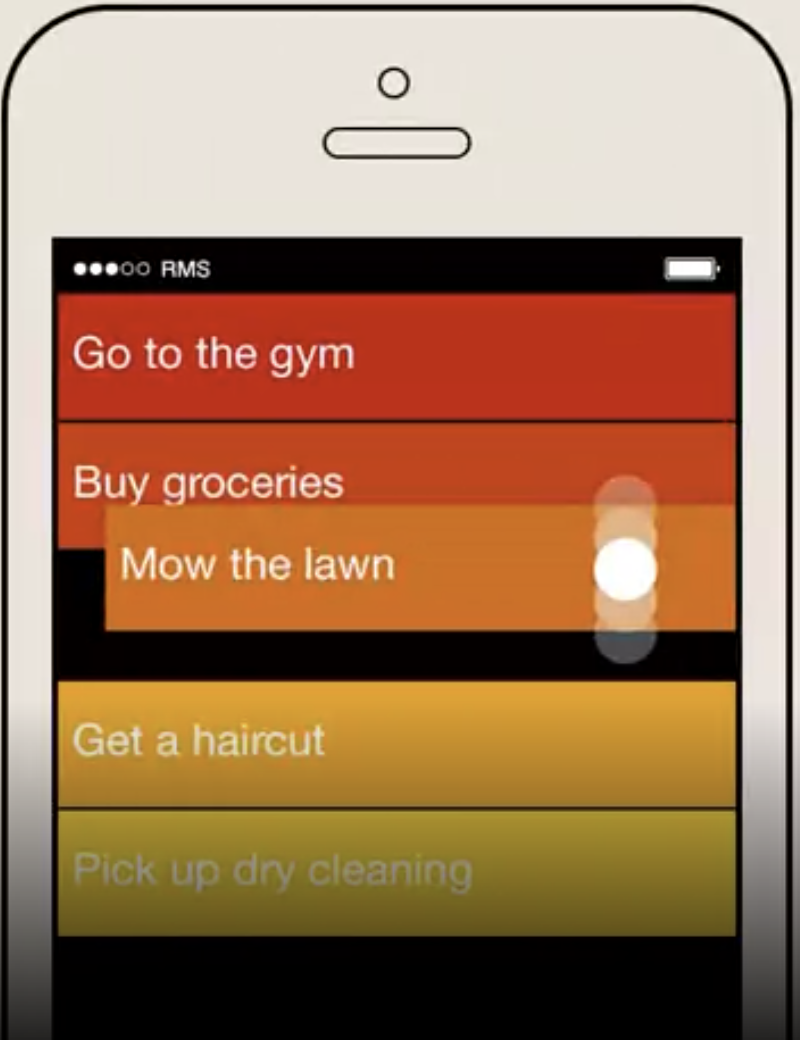 RMS
Go to the gym
Buy groceries
Mow the lawn
Get a haircut
Pick up dry cleaning